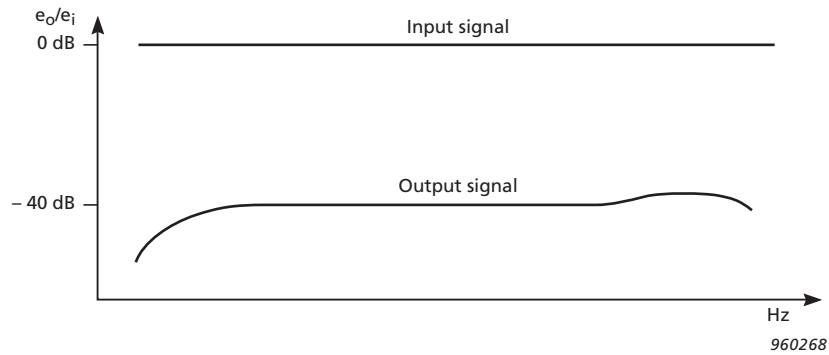 eo/ei
0 dB
Input signal
– 40 dB
Output signal
Hz
960268